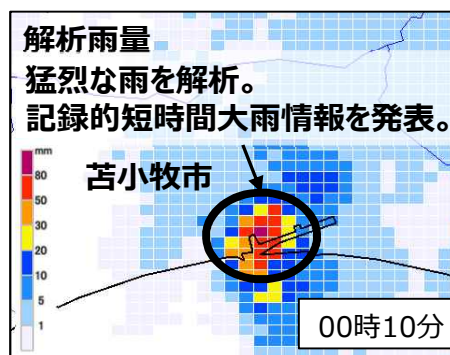 解析雨量
猛烈な雨を解析。
記録的短時間大雨情報を発表。
mm
80
50
30
20
10
5
1
苫小牧市
00時10分